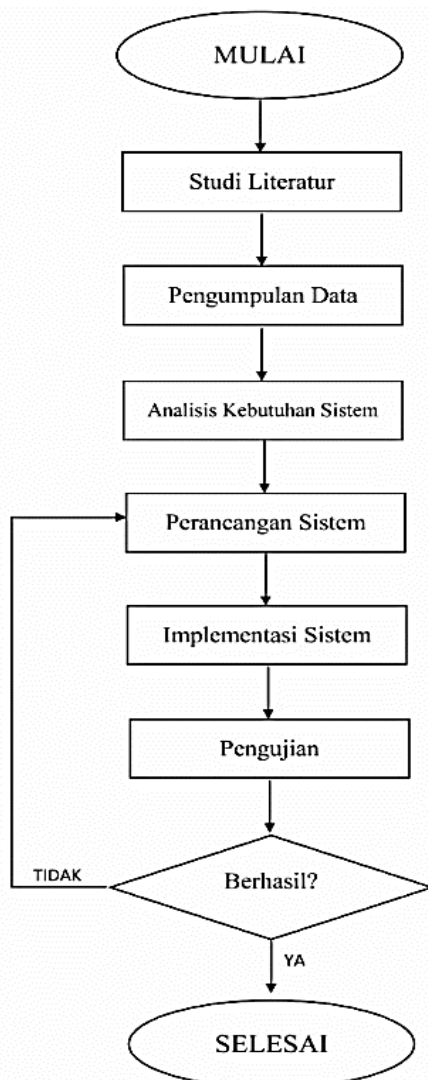 MULAI
Studi Literatur
Pengumpulan Data
Analisis Kebutuhan Sistem
Perancangan Sistem
Implementasi Sistem
Pengujian
Berhasil?
TIDAK
YA
SELESAI